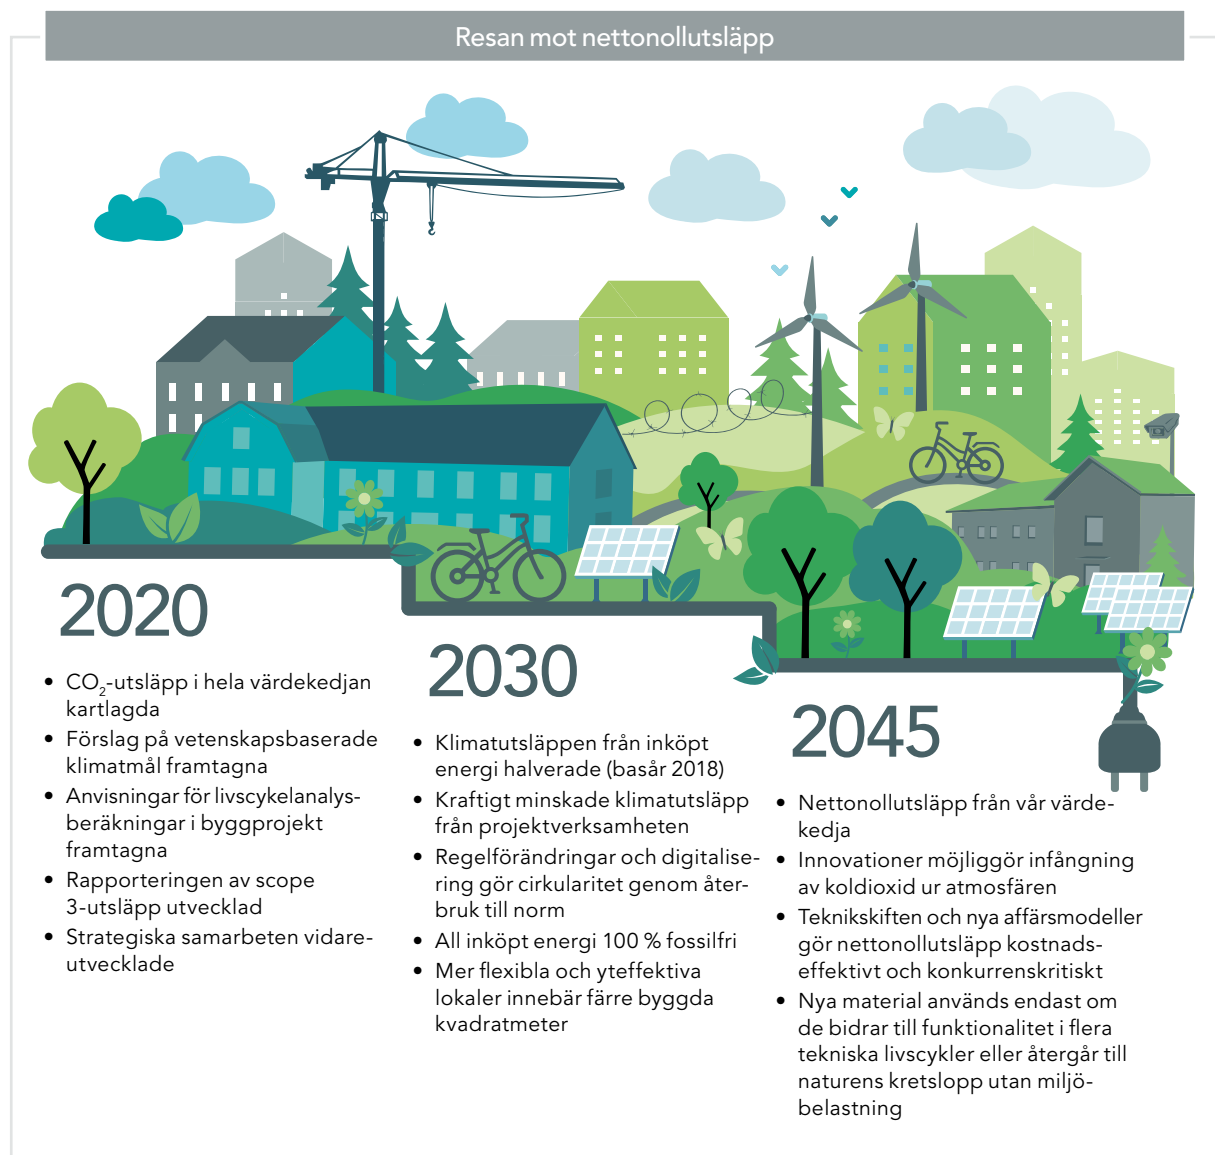 Resan mot nettonollutsläpp
2020
• CO₂-utsläpp i hela värdekedjan
kartlagda
• Förslag på vetenskapsbaserade
klimatmål framtagna
• Anvisningar för livscykelanalys-
beräkningar i byggprojekt
framtagna
• Rapporteringen av scope
3-utsläpp utvecklad
• Strategiska samarbeten vidare-
utvecklade
2030
• Klimatutsläppen från inköpt
energi halverade (basår 2018)
• Kraftigt minskade klimatutsläpp
från projektverksamheten
• Regelförändringar och digitalise-
ring gör cirkularitet genom åter-
bruk till norm
• All inköpt energi 100 % fossilfri
• Mer flexibla och yteffektiva
lokaler innebär färre byggda
kvadratmeter
2045
• Nettonollutsläpp från vår värde-
kedja
• Innovationer möjliggör infångning
av koldioxid ur atmosfären
• Teknikskiften och nya affärsmodeller
gör nettonollutsläpp kostnads-
effektivt och konkurrenskritiskt
• Nya material används endast om
de bidrar till funktionalitet i flera
tekniska livscykler eller återgår till
naturens kretslopp utan miljö-
belastning